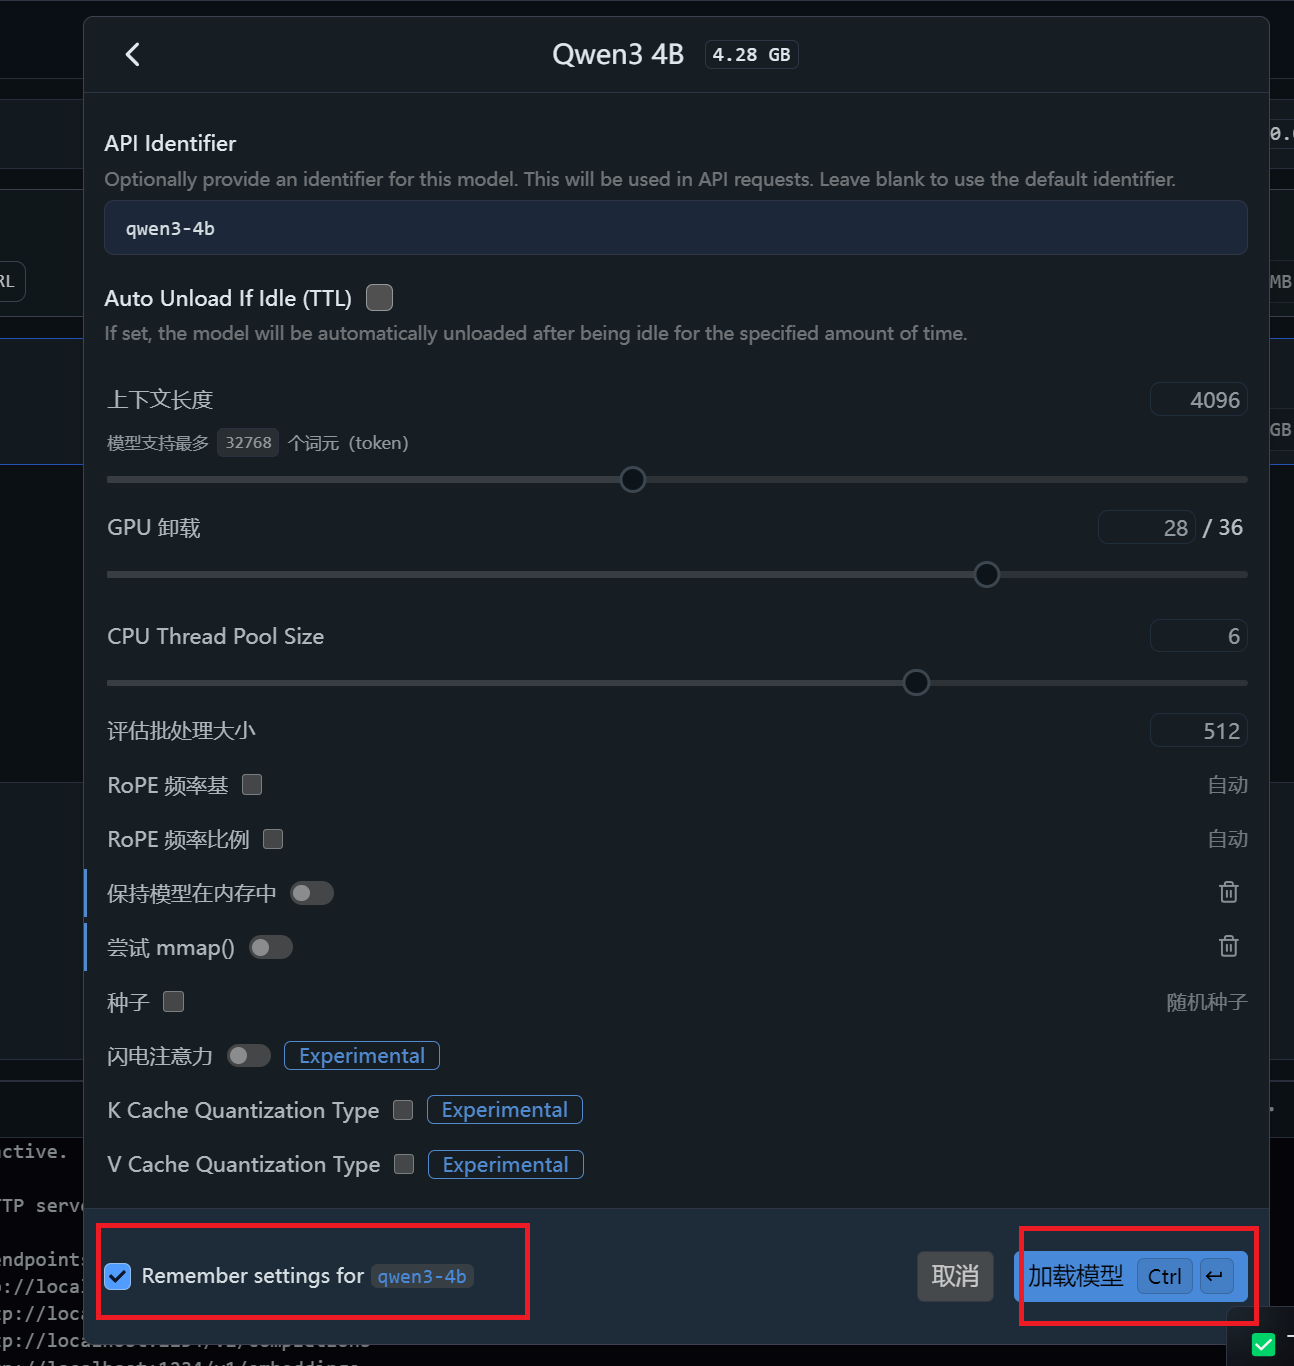 Qwen3 4B 4.28 GB
API Identifier
Optionally provide an identifier for this model. This will be used in API requests. Leave blank to use the default identifier.
qwen3-4b
RL
MB
Auto Unload If Idle (TTL)
If set, the model will be automatically unloaded after being idle for the specified amount of time.
上下文长度 4096
GB
模型支持最多 32768 个词元（token）
GPU 卸载 28 / 36
CPU Thread Pool Size 6
评估批处理大小 512
RoPE 频率基 自动
RoPE 频率比例 自动
保持模型在内存中
尝试 mmap()
种子 随机种子
闪电注意力 Experimental
K Cache Quantization Type Experimental
V Cache Quantization Type Experimental
Remember settings for qwen3-4b 取消 加载模型 Ctrl ↵